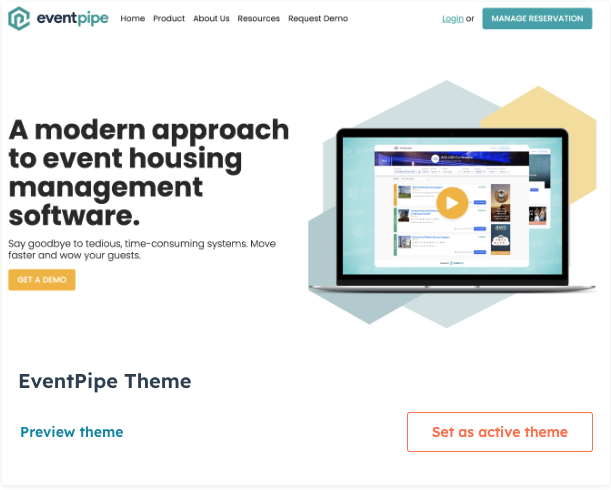 eventpipe Home Product About Us Resources Request Demo Login or MANAGE RESERVATION
A modern approach
to event housing
management
software.
Say goodbye to tedious, time-consuming systems. Move
faster and wow your guests.
GET A DEMO
EventPipe Theme
Preview theme Set as active theme